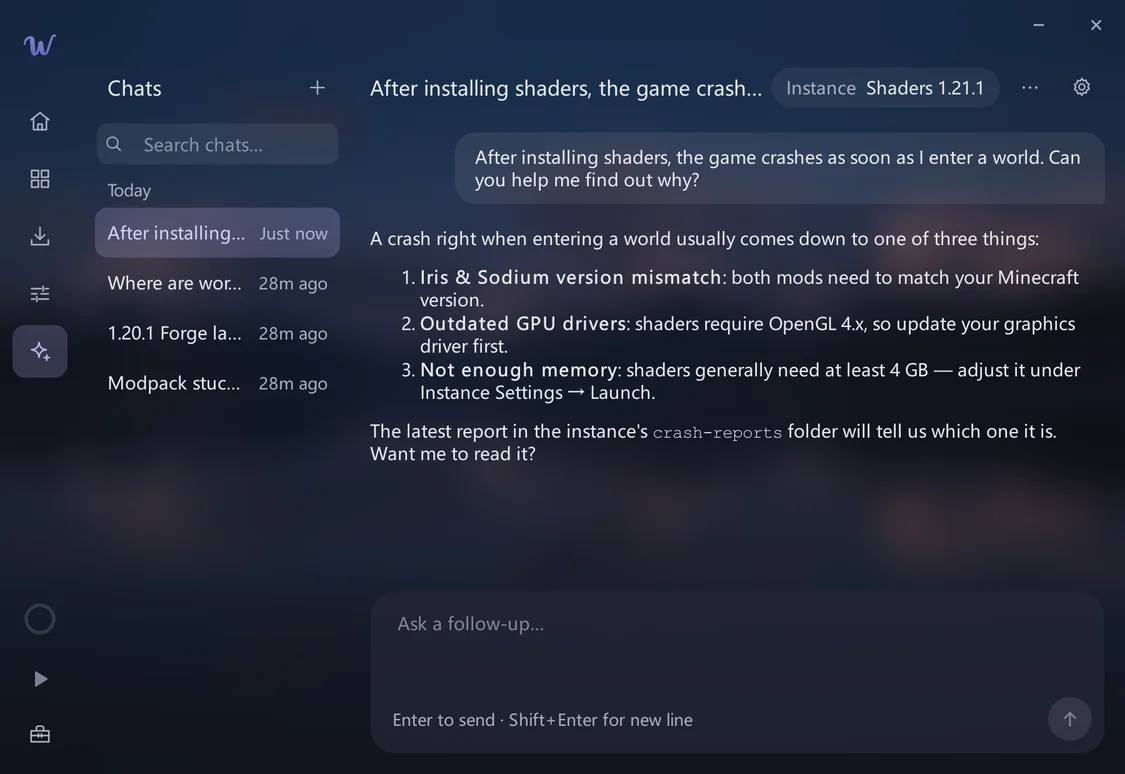 W
Chats
After installing shaders, the game crash...
Instance Shaders 1.21.1
Search chats...
Today
After installing... Just now
Where are wor... 28m ago
1.20.1 Forge la... 28m ago
Modpack stuc... 28m ago
After installing shaders, the game crashes as soon as I enter a world. Can
you help me find out why?
A crash right when entering a world usually comes down to one of three things:
1. Iris & Sodium version mismatch: both mods need to match your Minecraft
version.
2. Outdated GPU drivers: shaders require OpenGL 4.x, so update your graphics
driver first.
3. Not enough memory: shaders generally need at least 4 GB — adjust it under
Instance Settings → Launch.
The latest report in the instance's crash-reports folder will tell us which one it is.
Want me to read it?
Ask a follow-up...
Enter to send · Shift+Enter for new line